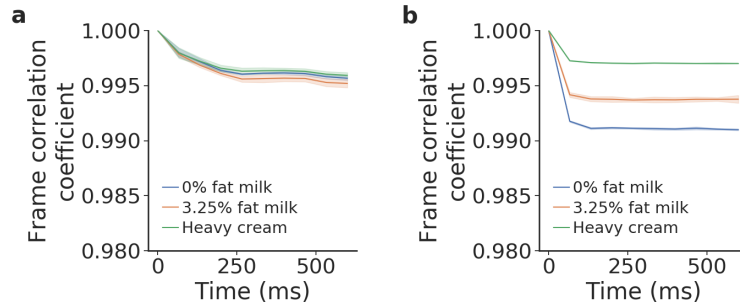 a
Frame correlation
coefficient
1.000
0.995
0.990
0.985
0.980
0% fat milk
3.25% fat milk
Heavy cream
0 250 500
Time (ms)
b
Frame correlation
coefficient
1.000
0.995
0.990
0.985
0.980
0% fat milk
3.25% fat milk
Heavy cream
0 250 500
Time (ms)